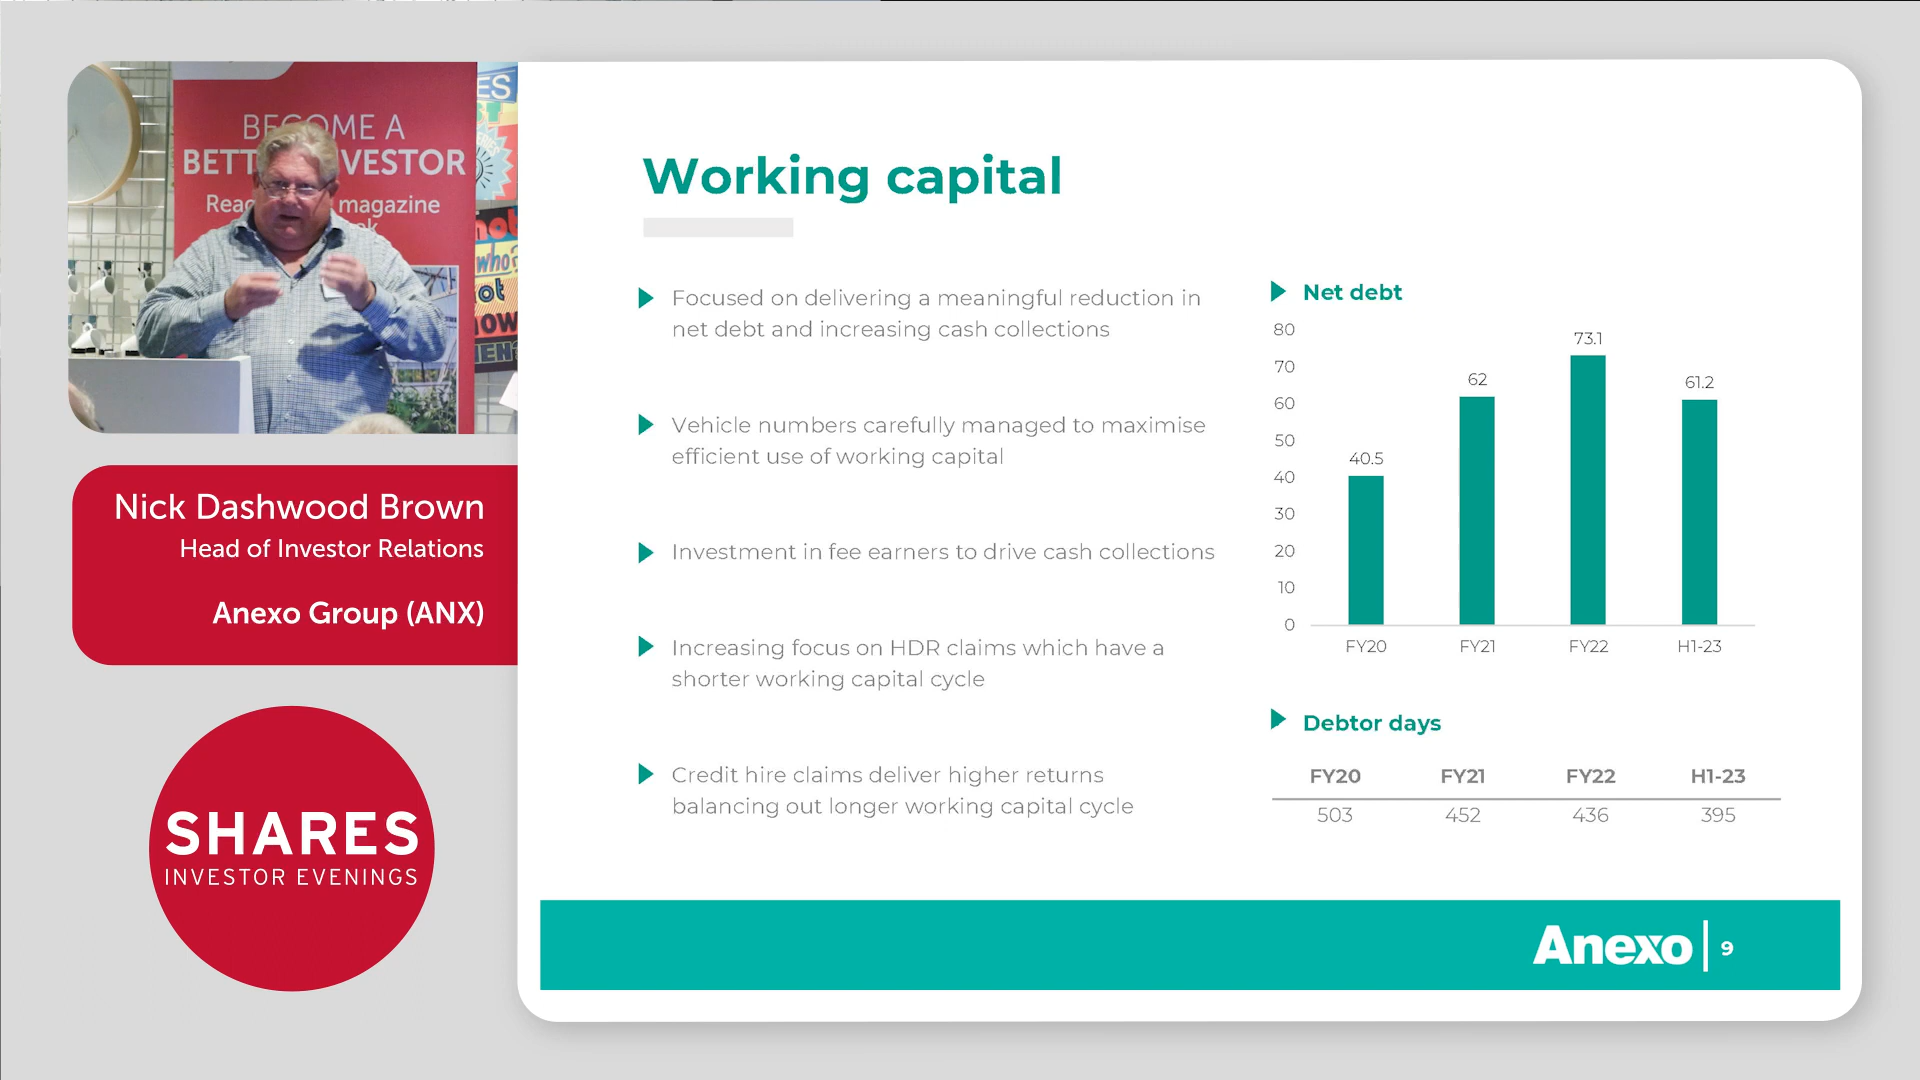 ES
BECOME A
VESTOR
magazine
not
who?
Nick Dashwood Brown
Head of Investor Relations
Anexo Group (ANX)
SHARES
INVESTOR EVENINGS
Working capital
Focused on delivering a meaningful reduction in
net debt and increasing cash collections
Vehicle numbers carefully managed to maximise
efficient use of working capital
Investment in fee earners to drive cash collections
Increasing focus on HDR claims which have a
shorter working capital cycle
Credit hire claims deliver higher returns
balancing out longer working capital cycle
Net debt
80
70
60
50
40
30
20
10
0
40.5
62
73.1
61.2
FY20 FY21 FY22 H1-23
Debtor days
FY20 FY21 FY22 H1-23
503 452 436 395
Anexo | 9